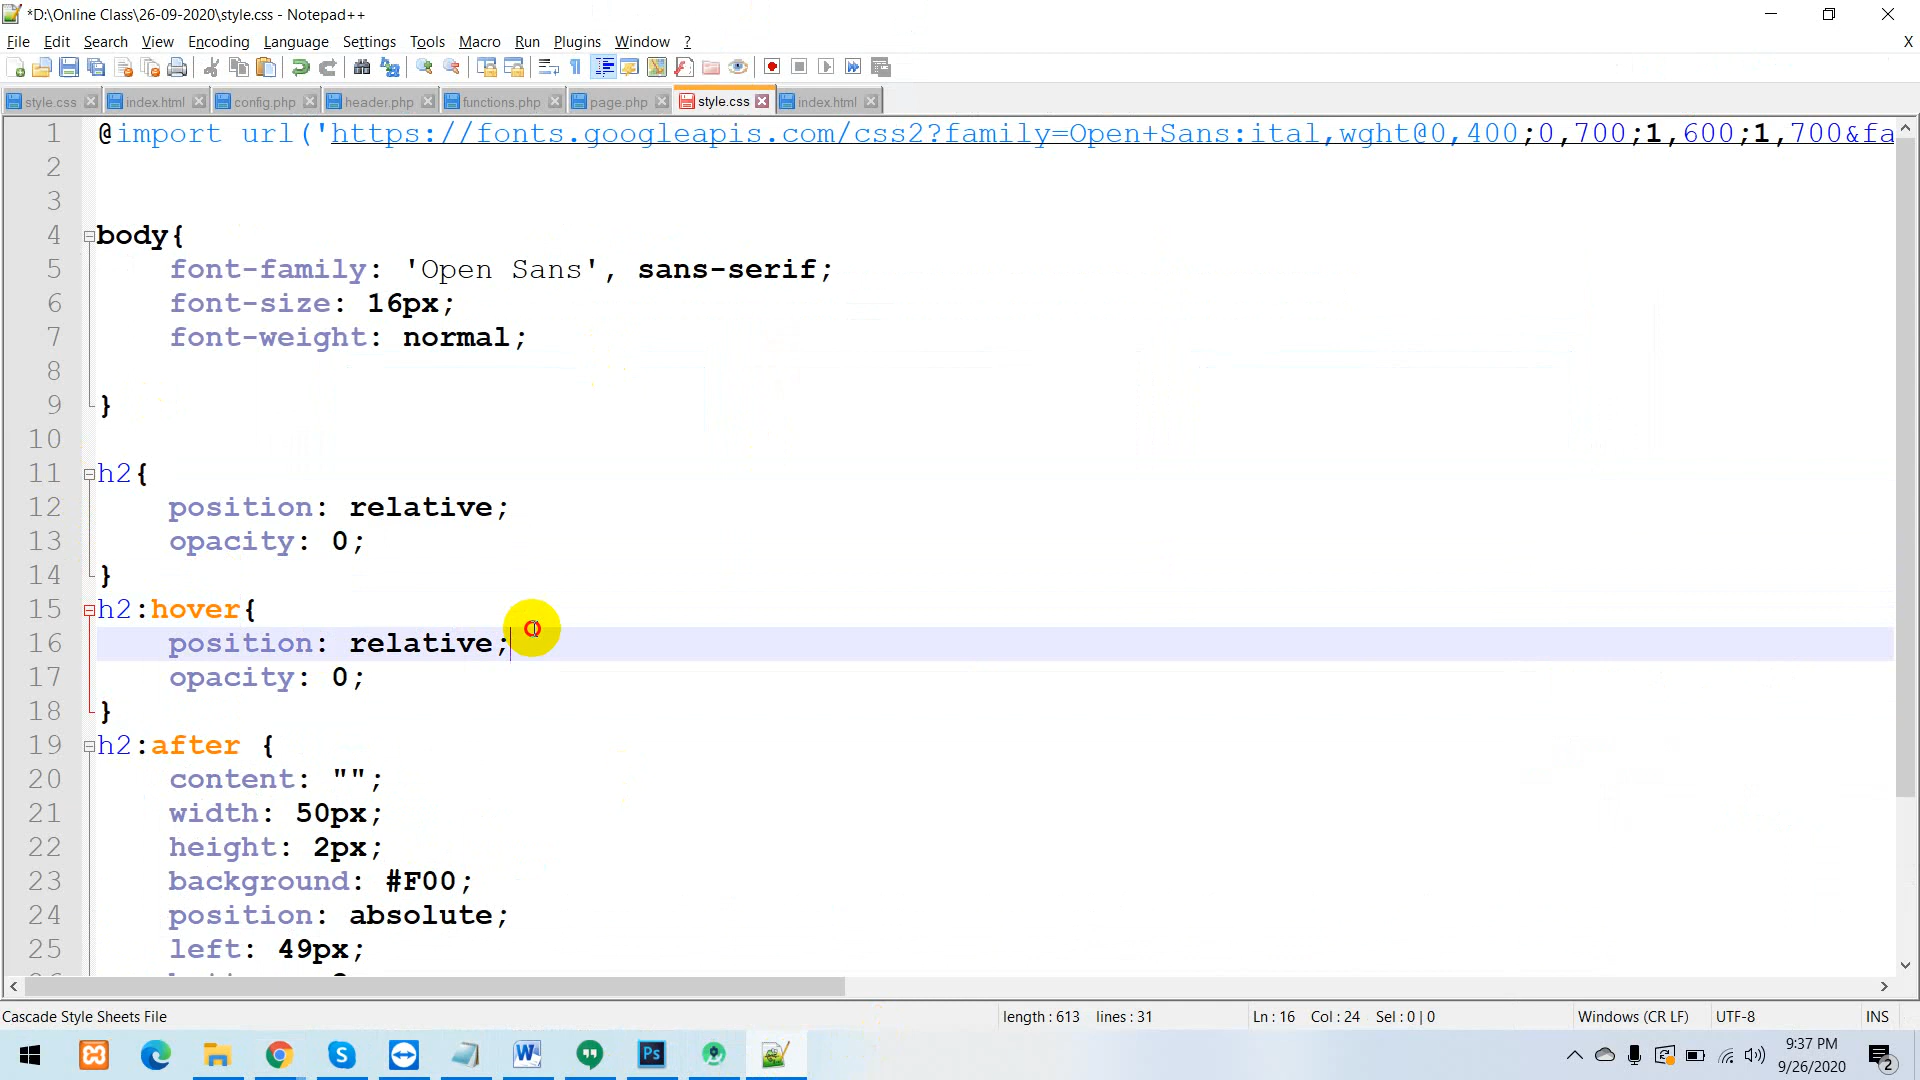 *D:\Online Class\26-09-2020\style.css - Notepad++
File Edit Search View Encoding Language Settings Tools Macro Run Plugins Window ? X
style.css index.html config.php header.php functions.php page.php style.css index.html
1 @import url('https://fonts.googleapis.com/css2?family=Open+Sans:ital,wght@0,400;0,700;1,600;1,700&fa
2
3
4 body{
5 font-family: 'Open Sans', sans-serif;
6 font-size: 16px;
7 font-weight: normal;
8
9 }
10
11 h2{
12 position: relative;
13 opacity: 0;
14 }
15 h2:hover{
16 position: relative;
17 opacity: 0;
18 }
19 h2:after {
20 content: "";
21 width: 50px;
22 height: 2px;
23 background: #F00;
24 position: absolute;
25 left: 49px;
Cascade Style Sheets File length : 613 lines : 31 Ln : 16 Col : 24 Sel : 0 | 0 Windows (CR LF) UTF-8 INS
9:37 PM
9/26/2020
2